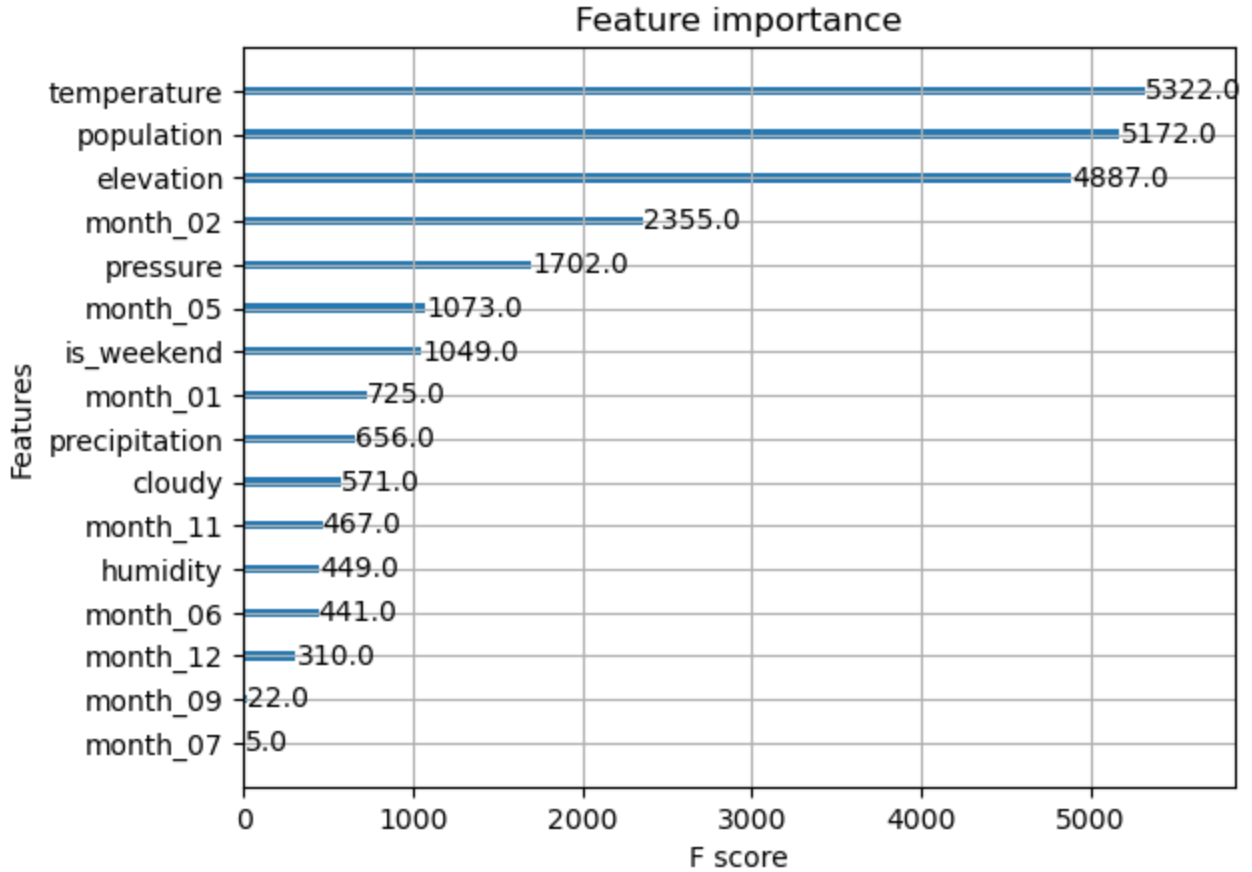 Feature importance
Features
temperature 5322.0
population 5172.0
elevation 4887.0
month_02 2355.0
pressure 1702.0
month_05 1073.0
is_weekend 1049.0
month_01 725.0
precipitation 656.0
cloudy 571.0
month_11 467.0
humidity 449.0
month_06 441.0
month_12 310.0
month_09 22.0
month_07 5.0
0 1000 2000 3000 4000 5000
F score